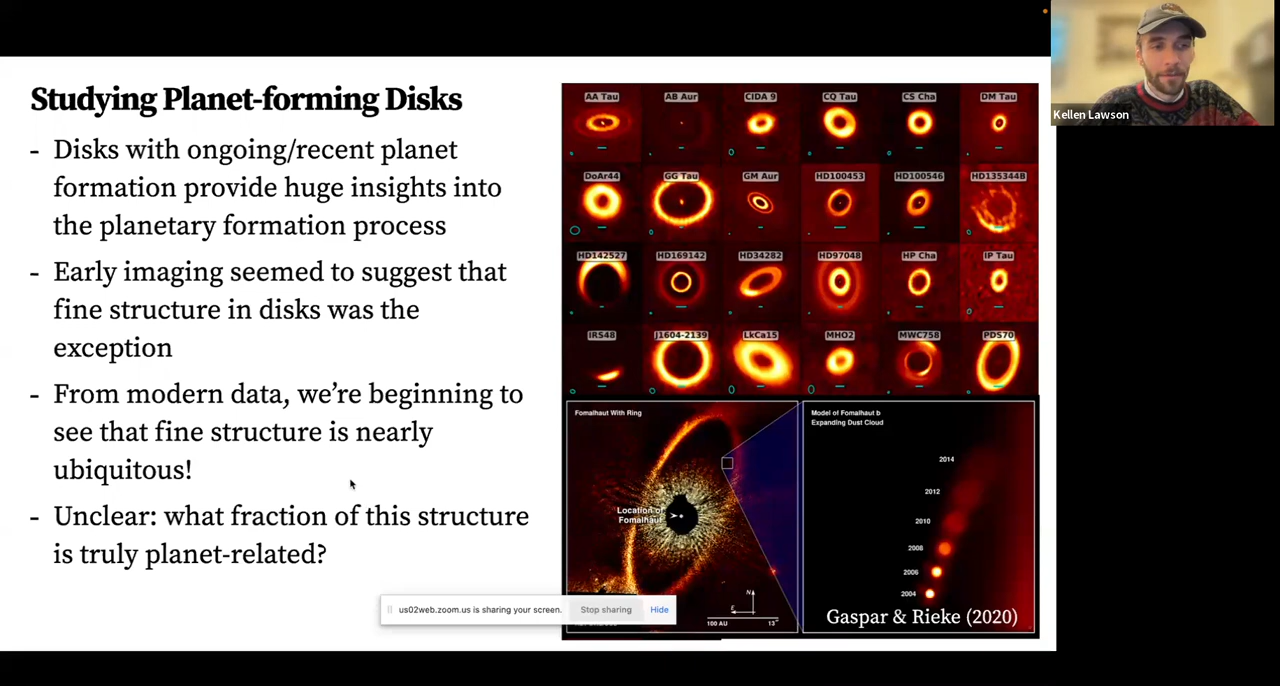 Studying Planet-forming Disks
- Disks with ongoing/recent planet
formation provide huge insights into
the planetary formation process
- Early imaging seemed to suggest that
fine structure in disks was the
exception
- From modern data, we're beginning to
see that fine structure is nearly
ubiquitous!
- Unclear: what fraction of this structure
is truly planet-related?
AA Tau AB Aur CIDA 9 CQ Tau CS Cha DM Tau
DoAr44 GG Tau GM Aur HD100453 HD100546 HD135344B
HD142527 HD169142 HD34282 HD97048 HP Cha IP Tau
IRS48 J1604-2139 LkCa15 MHO2 MWC758 PDS70
Fomalhaut With Ring
Location of
Fomalhaut
N
E
100 AU 13"
Model of Fomalhaut b
Expanding Dust Cloud
2014
2012
2010
2008
2006
2004
Gaspar & Rieke (2020)
us02web.zoom.us is sharing your screen. Stop sharing Hide
Kellen Lawson